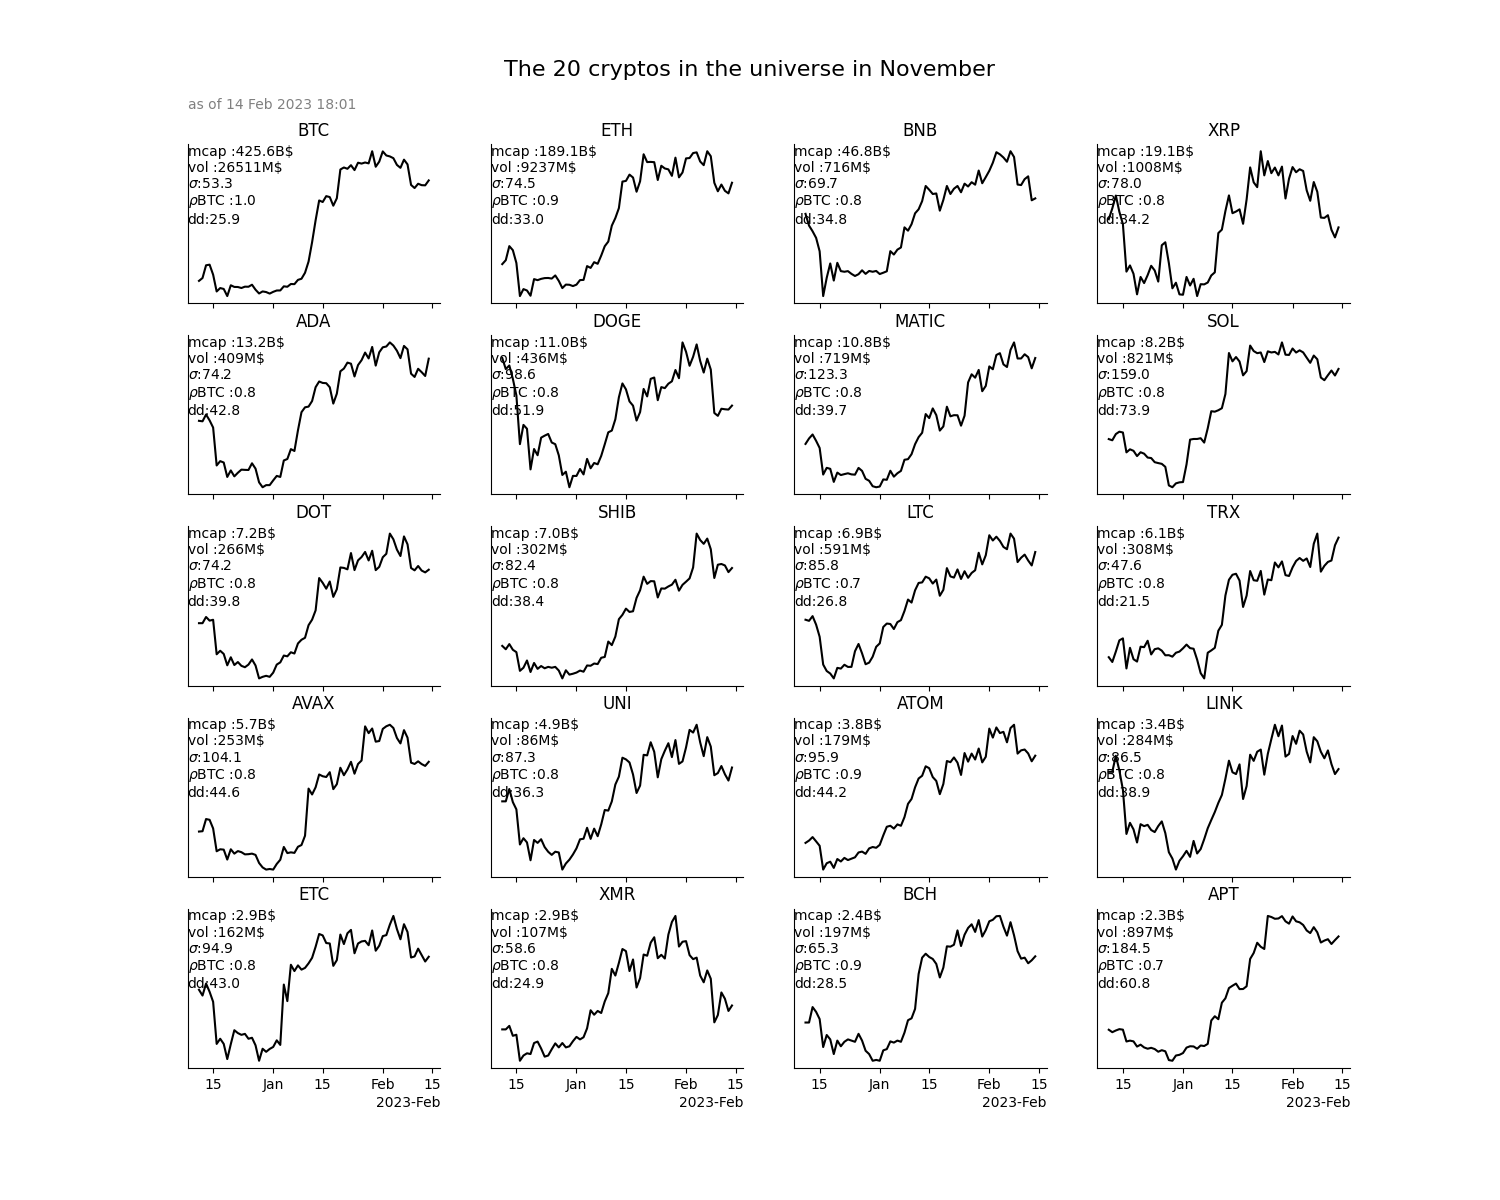 The 20 cryptos in the universe in November
as of 14 Feb 2023 18:01
BTC
mcap :425.6B$
vol :26511M$
σ:53.3
ρBTC :1.0
dd:25.9
ETH
mcap :189.1B$
vol :9237M$
σ:74.5
ρBTC :0.9
dd:33.0
BNB
mcap :46.8B$
vol :716M$
σ:69.7
ρBTC :0.8
dd:34.8
XRP
mcap :19.1B$
vol :1008M$
σ:78.0
ρBTC :0.8
dd:34.2
ADA
mcap :13.2B$
vol :409M$
σ:74.2
ρBTC :0.8
dd:42.8
DOGE
mcap :11.0B$
vol :436M$
σ:98.6
ρBTC :0.8
dd:51.9
MATIC
mcap :10.8B$
vol :719M$
σ:123.3
ρBTC :0.8
dd:39.7
SOL
mcap :8.2B$
vol :821M$
σ:159.0
ρBTC :0.8
dd:73.9
DOT
mcap :7.2B$
vol :266M$
σ:74.2
ρBTC :0.8
dd:39.8
SHIB
mcap :7.0B$
vol :302M$
σ:82.4
ρBTC :0.8
dd:38.4
LTC
mcap :6.9B$
vol :591M$
σ:85.8
ρBTC :0.7
dd:26.8
TRX
mcap :6.1B$
vol :308M$
σ:47.6
ρBTC :0.8
dd:21.5
AVAX
mcap :5.7B$
vol :253M$
σ:104.1
ρBTC :0.8
dd:44.6
UNI
mcap :4.9B$
vol :86M$
σ:87.3
ρBTC :0.8
dd:36.3
ATOM
mcap :3.8B$
vol :179M$
σ:95.9
ρBTC :0.9
dd:44.2
LINK
mcap :3.4B$
vol :284M$
σ:86.5
ρBTC :0.8
dd:38.9
ETC
mcap :2.9B$
vol :162M$
σ:94.9
ρBTC :0.8
dd:43.0
15 Jan 15 Feb 15
2023-Feb
XMR
mcap :2.9B$
vol :107M$
σ:58.6
ρBTC :0.8
dd:24.9
15 Jan 15 Feb 15
2023-Feb
BCH
mcap :2.4B$
vol :197M$
σ:65.3
ρBTC :0.9
dd:28.5
15 Jan 15 Feb 15
2023-Feb
APT
mcap :2.3B$
vol :897M$
σ:184.5
ρBTC :0.7
dd:60.8
15 Jan 15 Feb 15
2023-Feb